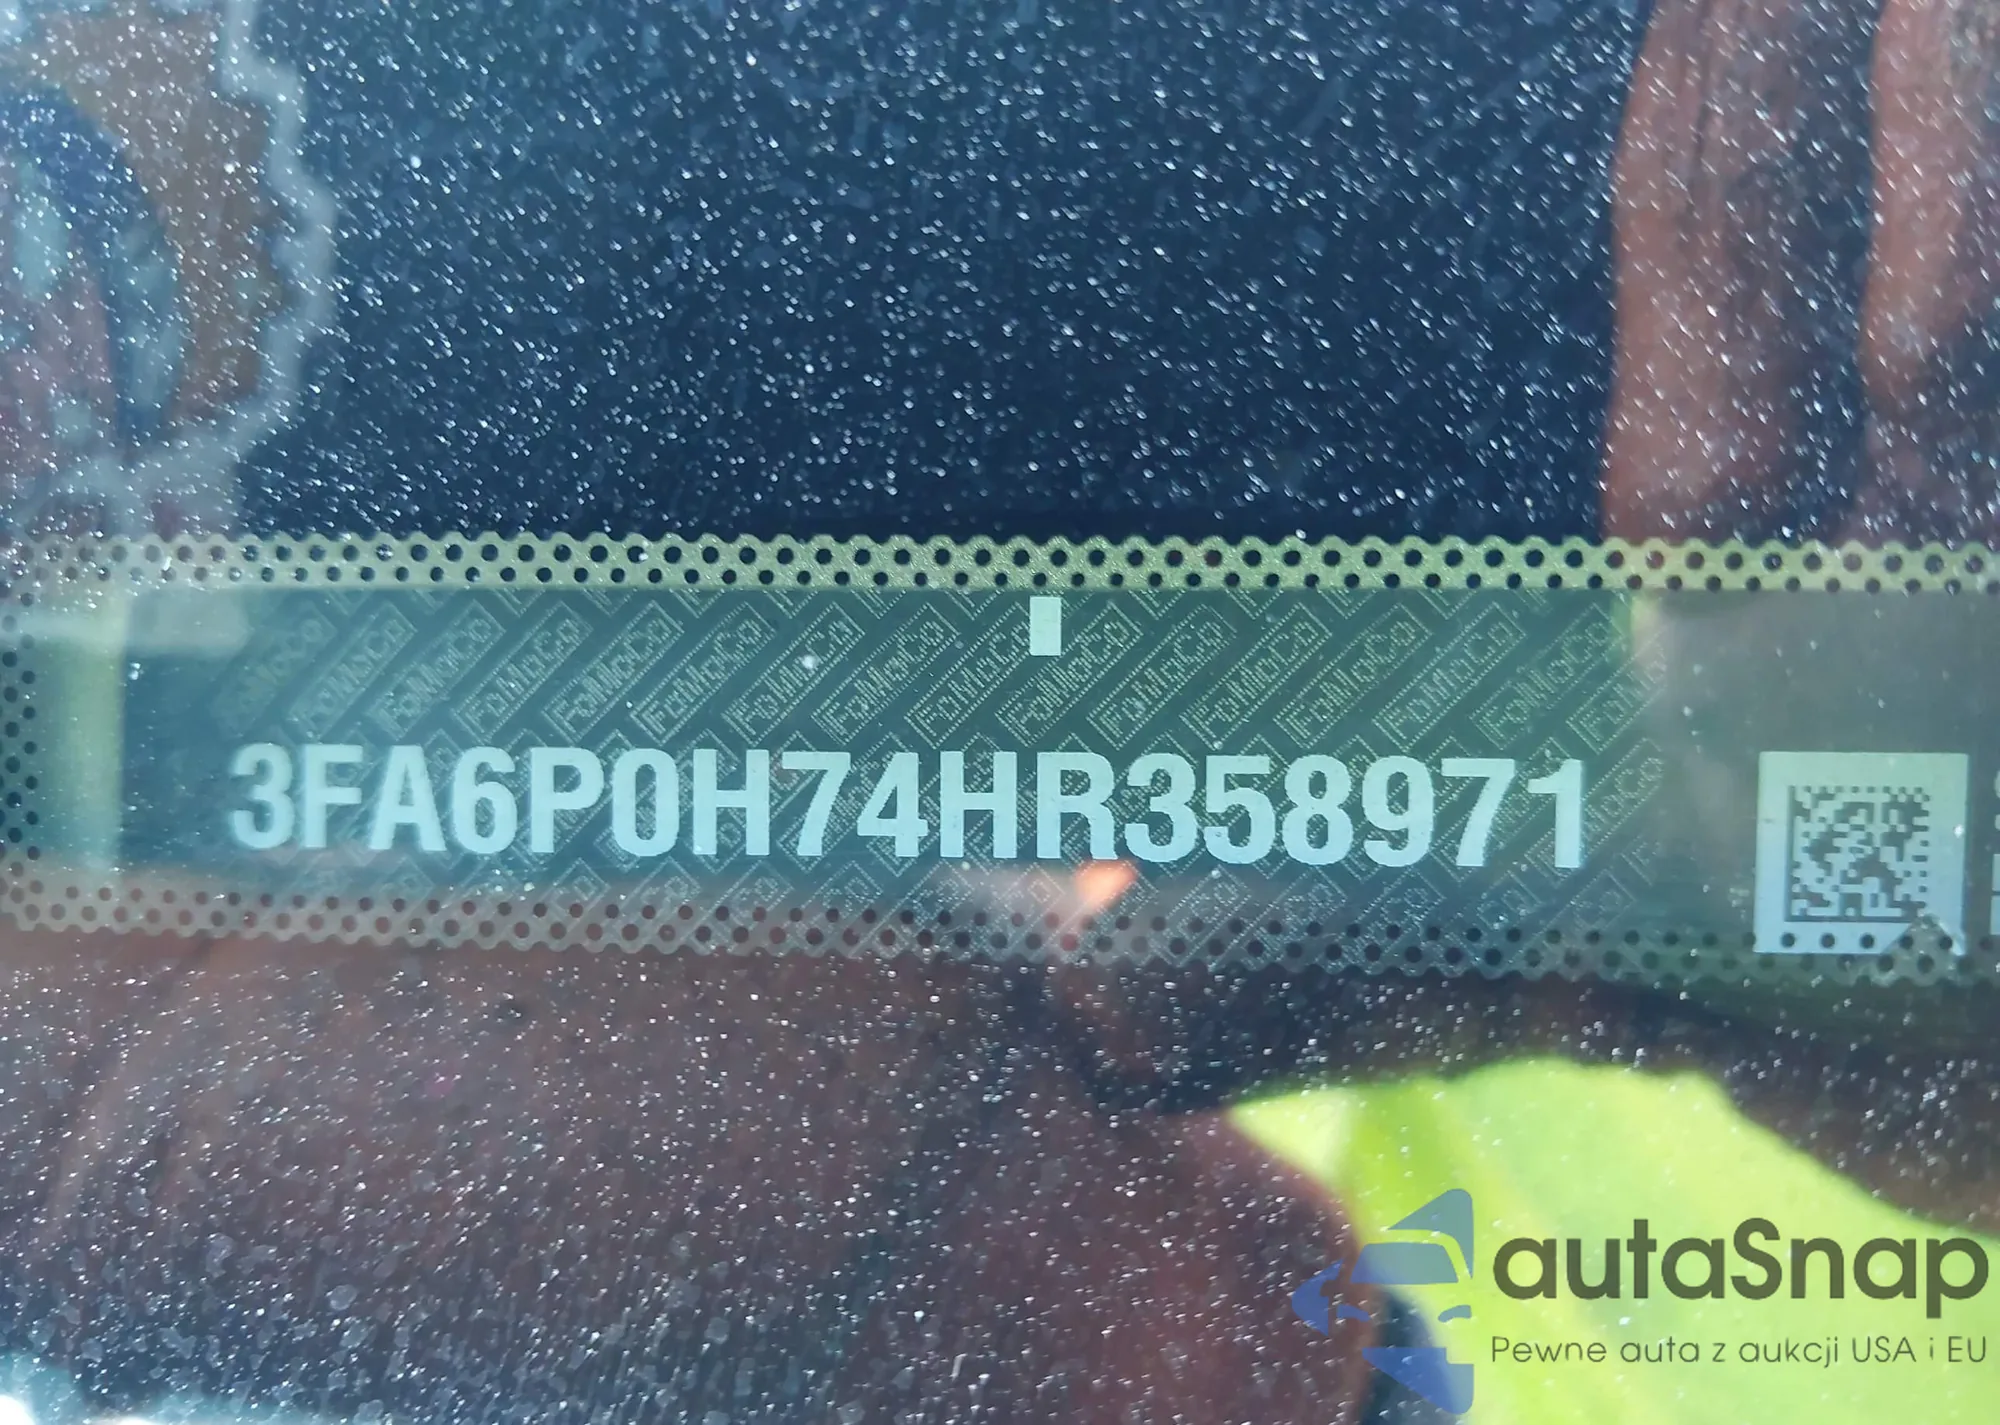 3FA6P0H74HR358971
autaSnap
Pewne auta z aukcji USA i EU